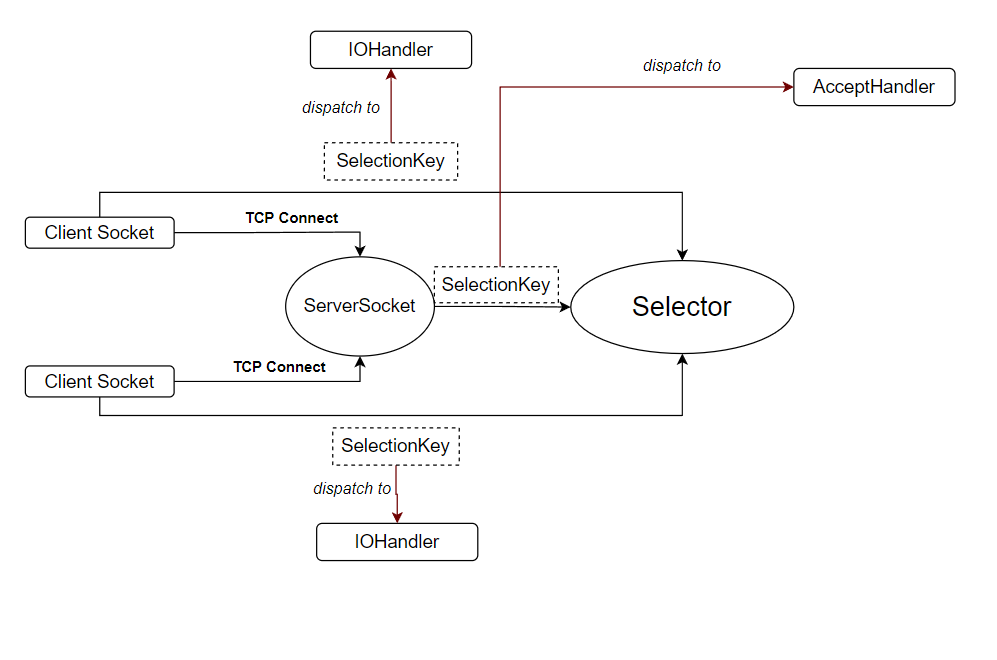 IOHandler
dispatch to
AcceptHandler
dispatch to
SelectionKey
Client Socket
TCP Connect
SelectionKey
ServerSocket
Selector
TCP Connect
Client Socket
SelectionKey
dispatch to
IOHandler